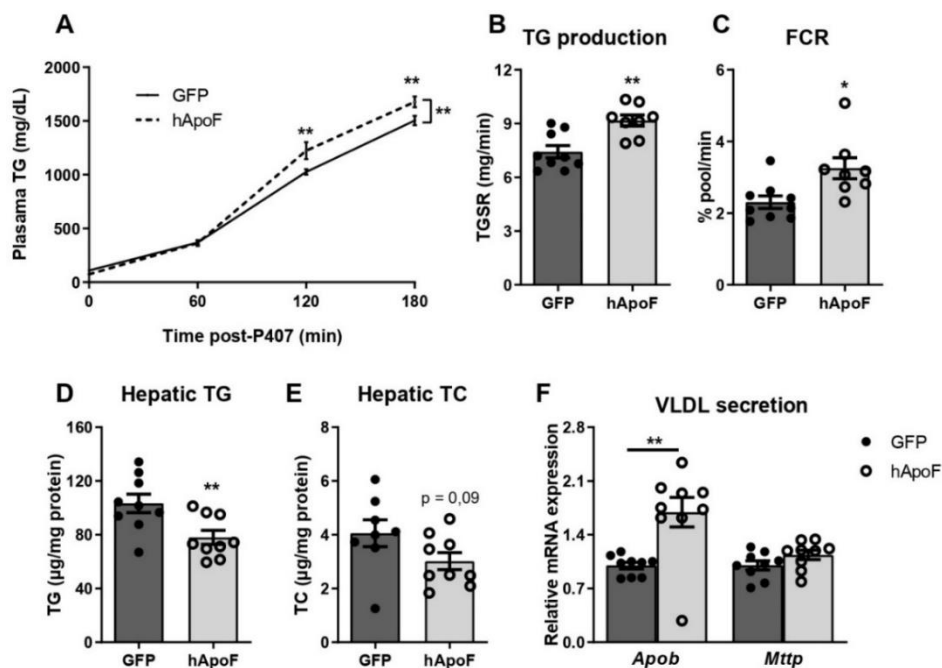 A
2000
1500
1000
500
0
Plasma TG (mg/dL)
GFP
hApoF
**
**
**
0 60 120 180
Time post-P407 (min)
B
TG production
12
9
6
3
0
TGSR (mg/min)
**
GFP hApoF
C
FCR
6
4
2
0
% pool/min
*
GFP hApoF
D
Hepatic TG
160
120
80
40
0
TG (µg/mg protein)
**
GFP hApoF
E
Hepatic TC
8
6
4
2
0
TC (µg/mg protein)
p = 0,09
GFP hApoF
F
VLDL secretion
2.8
2.1
1.4
0.7
0.0
Relative mRNA expression
**
GFP
hApoF
Apob Mttp